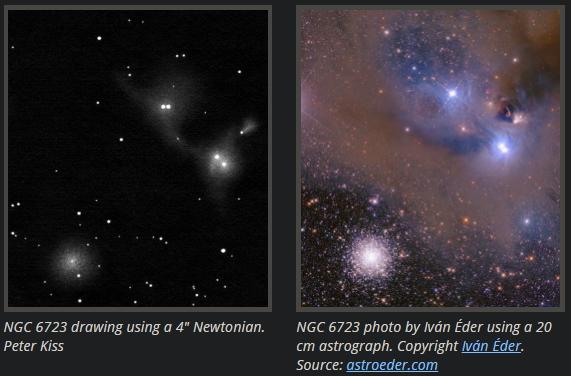 NGC 6723 drawing using a 4" Newtonian.
Peter Kiss
NGC 6723 photo by Iván Éder using a 20
cm astrograph. Copyright Iván Éder.
Source: astroeder.com